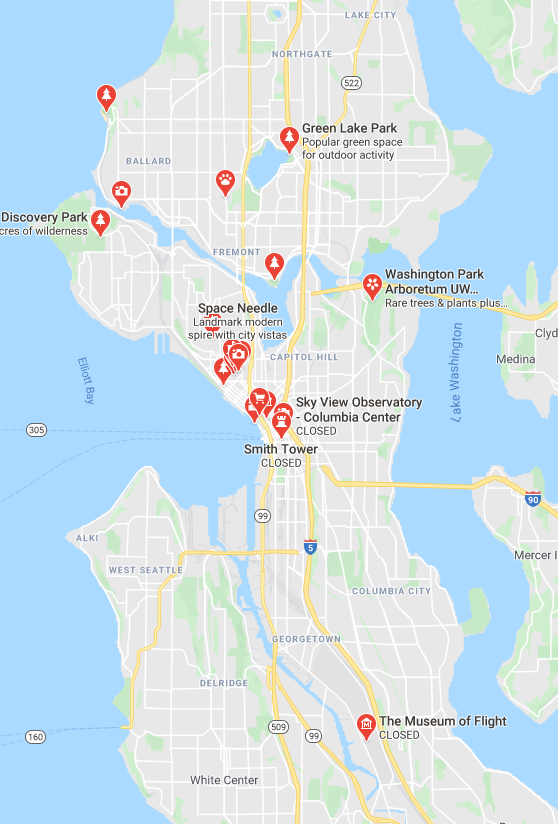 LAKE CITY
NORTHGATE
522
Green Lake Park
Popular green space
for outdoor activity
BALLARD
Discovery Park
acres of wilderness
FREMONT
Washington Park
Arboretum UW...
Rare trees & plants plus...
Space Needle
Landmark modern
spire with city vistas
CAPITOL HILL
Clyd
Medina
Lake Washington
Elliott Bay
Sky View Observatory
- Columbia Center
CLOSED
305
Smith Tower
CLOSED
90
99
ALKI
5
Mercer I
WEST SEATTLE
COLUMBIA CITY
GEORGETOWN
DELRIDGE
The Museum of Flight
CLOSED
509
99
160
White Center